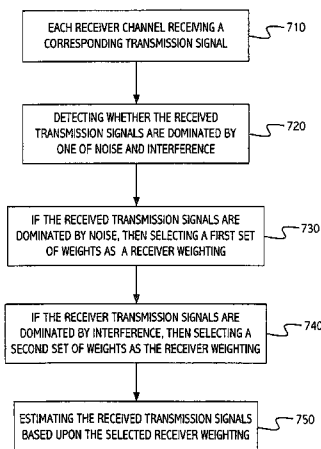 EACH RECEIVER CHANNEL RECEIVING A
CORRESPONDING TRANSMISSION SIGNAL
710
DETECTING WHETHER THE RECEIVED
TRANSMISSION SIGNALS ARE DOMINATED BY
ONE OF NOISE AND INTERFERENCE
720
IF THE RECEIVED TRANSMISSION SIGNALS ARE
DOMINATED BY NOISE, THEN SELECTING A FIRST SET
OF WEIGHTS AS A RECEIVER WEIGHTING
730
IF THE RECEIVER TRANSMISSION SIGNALS ARE
DOMINATED BY INTERFERENCE, THEN SELECTING A
SECOND SET OF WEIGHTS AS THE RECEIVER WEIGHTING
740
ESTIMATING THE RECEIVED TRANSMISSION SIGNALS
BASED UPON THE SELECTED RECEIVER WEIGHTING
750